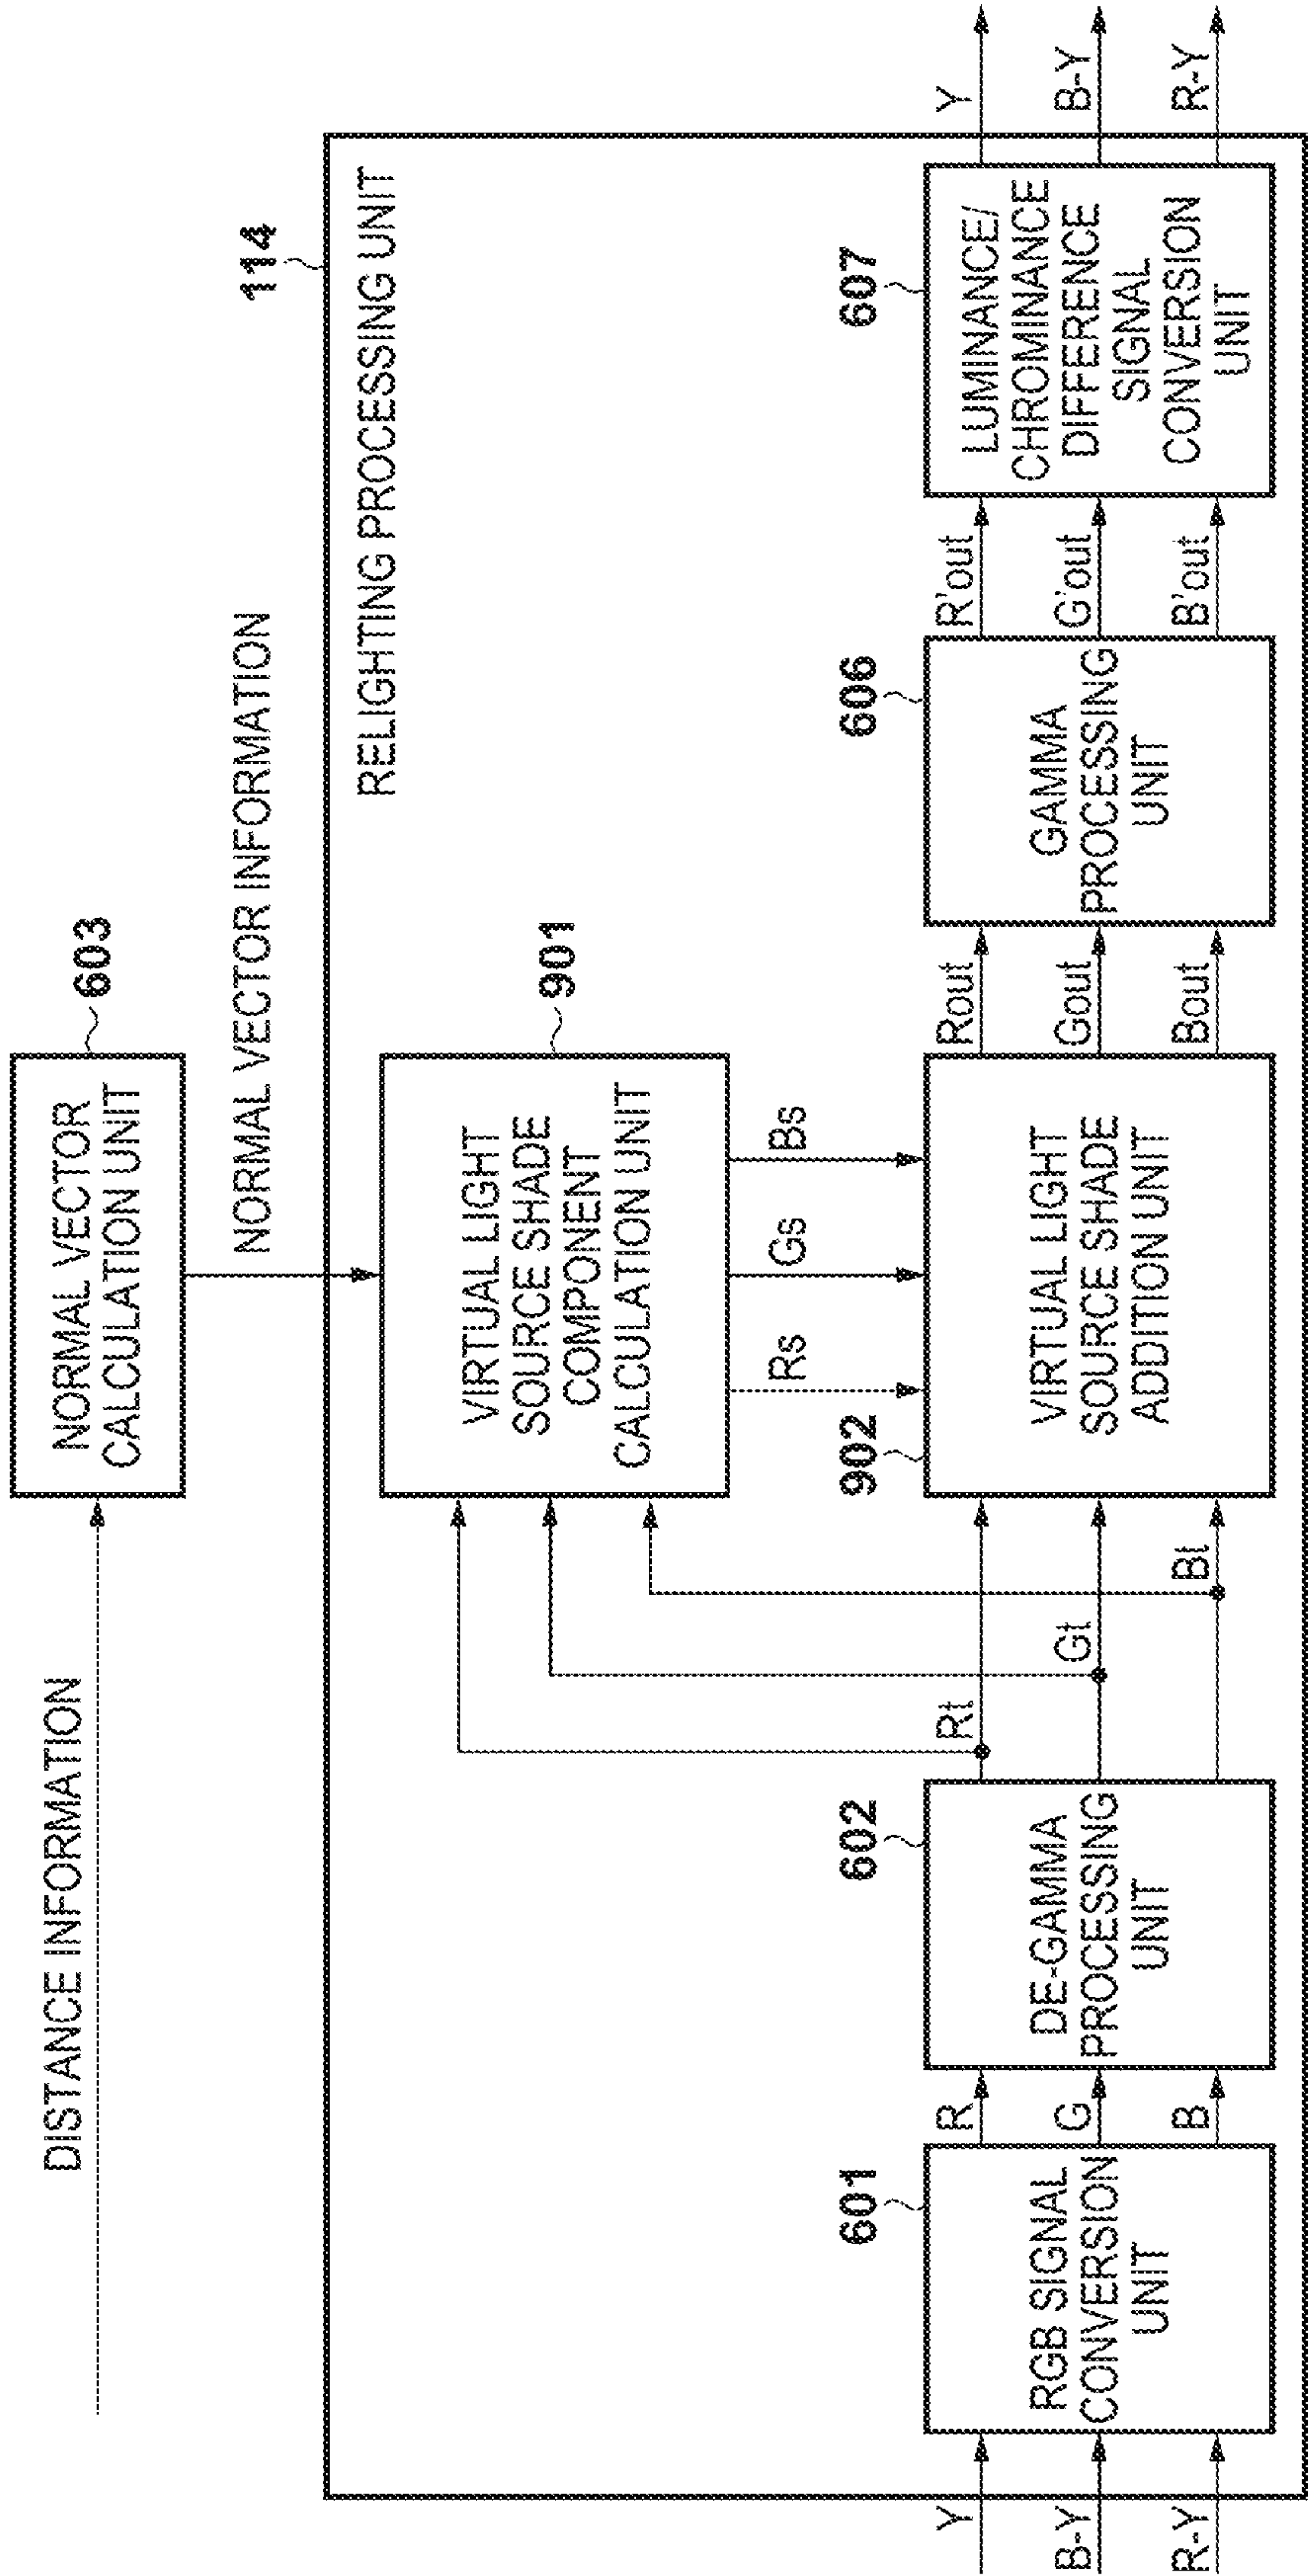 DISTANCE INFORMATION
NORMAL VECTOR
CALCULATION UNIT
603
NORMAL VECTOR INFORMATION
114
RELIGHTING PROCESSING UNIT
901
VIRTUAL LIGHT
SOURCE SHADE
COMPONENT
CALCULATION UNIT
Rs
Gs
Bs
Y
B-Y
R-Y
601
RGB SIGNAL
CONVERSION
UNIT
R
G
B
602
DE-GAMMA
PROCESSING
UNIT
Rt
Gt
Bt
902
VIRTUAL LIGHT
SOURCE SHADE
ADDITION UNIT
Rout
Gout
Bout
606
GAMMA
PROCESSING
UNIT
R'out
G'out
B'out
607
LUMINANCE/
CHROMINANCE
DIFFERENCE
SIGNAL
CONVERSION
UNIT
Y
B-Y
R-Y